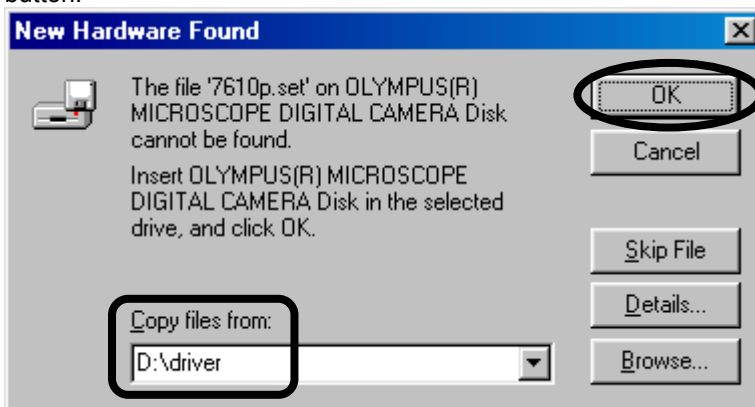 button.
New Hardware Found
The file '7610p.set' on OLYMPUS(R)
MICROSCOPE DIGITAL CAMERA Disk
cannot be found.
Insert OLYMPUS(R) MICROSCOPE
DIGITAL CAMERA Disk in the selected
drive, and click OK.
Copy files from:
D:\driver
OK
Cancel
Skip File
Details...
Browse...